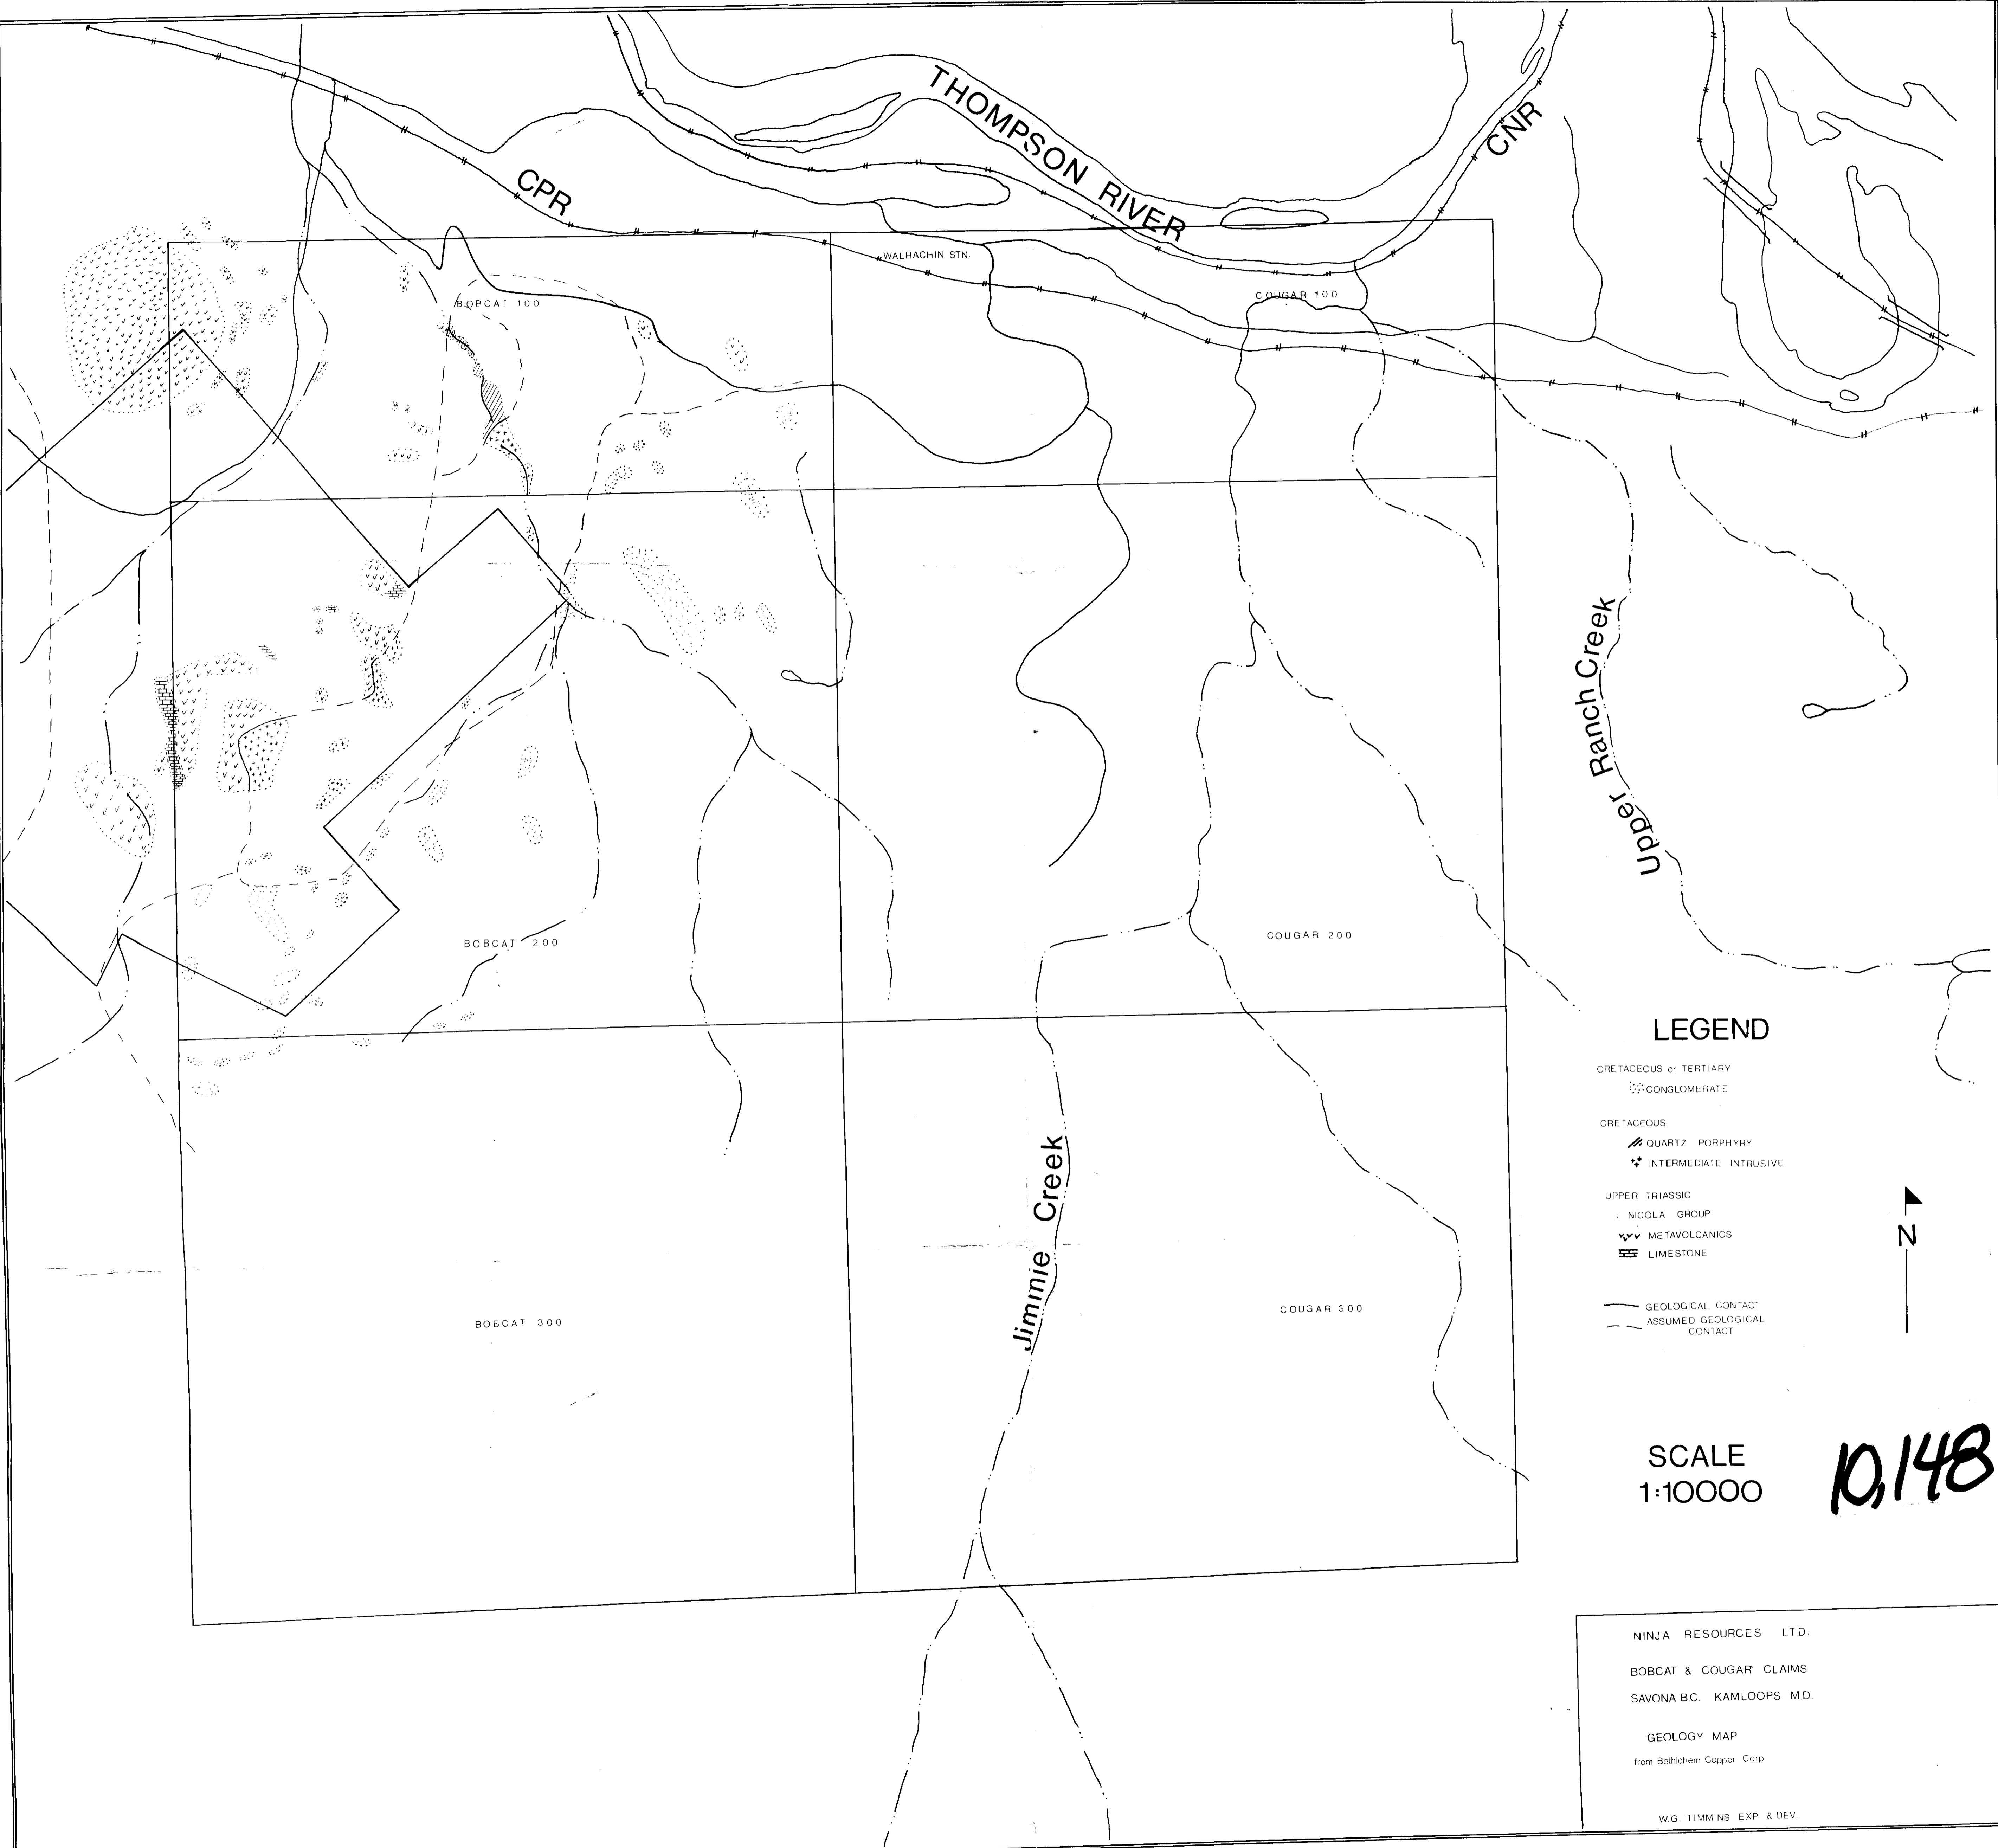 THOMPSON RIVER
CNR
CPR
WALHACHIN STN.
BOBCAT 100
COUGAR 100
Upper Ranch Creek
BOBCAT 200
COUGAR 200
LEGEND
CRETACEOUS or TERTIARY
CONGLOMERATE
CRETACEOUS
QUARTZ PORPHYRY
INTERMEDIATE INTRUSIVE
UPPER TRIASSIC
NICOLA GROUP
METAVOLCANICS
LIMESTONE
GEOLOGICAL CONTACT
ASSUMED GEOLOGICAL
CONTACT
N
Jimmie Creek
BOBCAT 300
COUGAR 300
SCALE
1:10000
10,148
NINJA RESOURCES LTD.
BOBCAT & COUGAR CLAIMS
SAVONA B.C. KAMLOOPS M.D.
GEOLOGY MAP
from Bethlehem Copper Corp
W.G. TIMMINS EXP. & DEV.